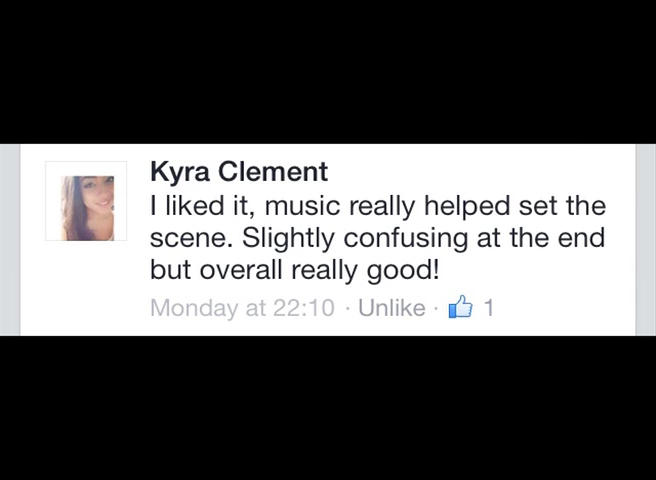 Kyra Clement
I liked it, music really helped set the
scene. Slightly confusing at the end
but overall really good!
Monday at 22:10 · Unlike · 1